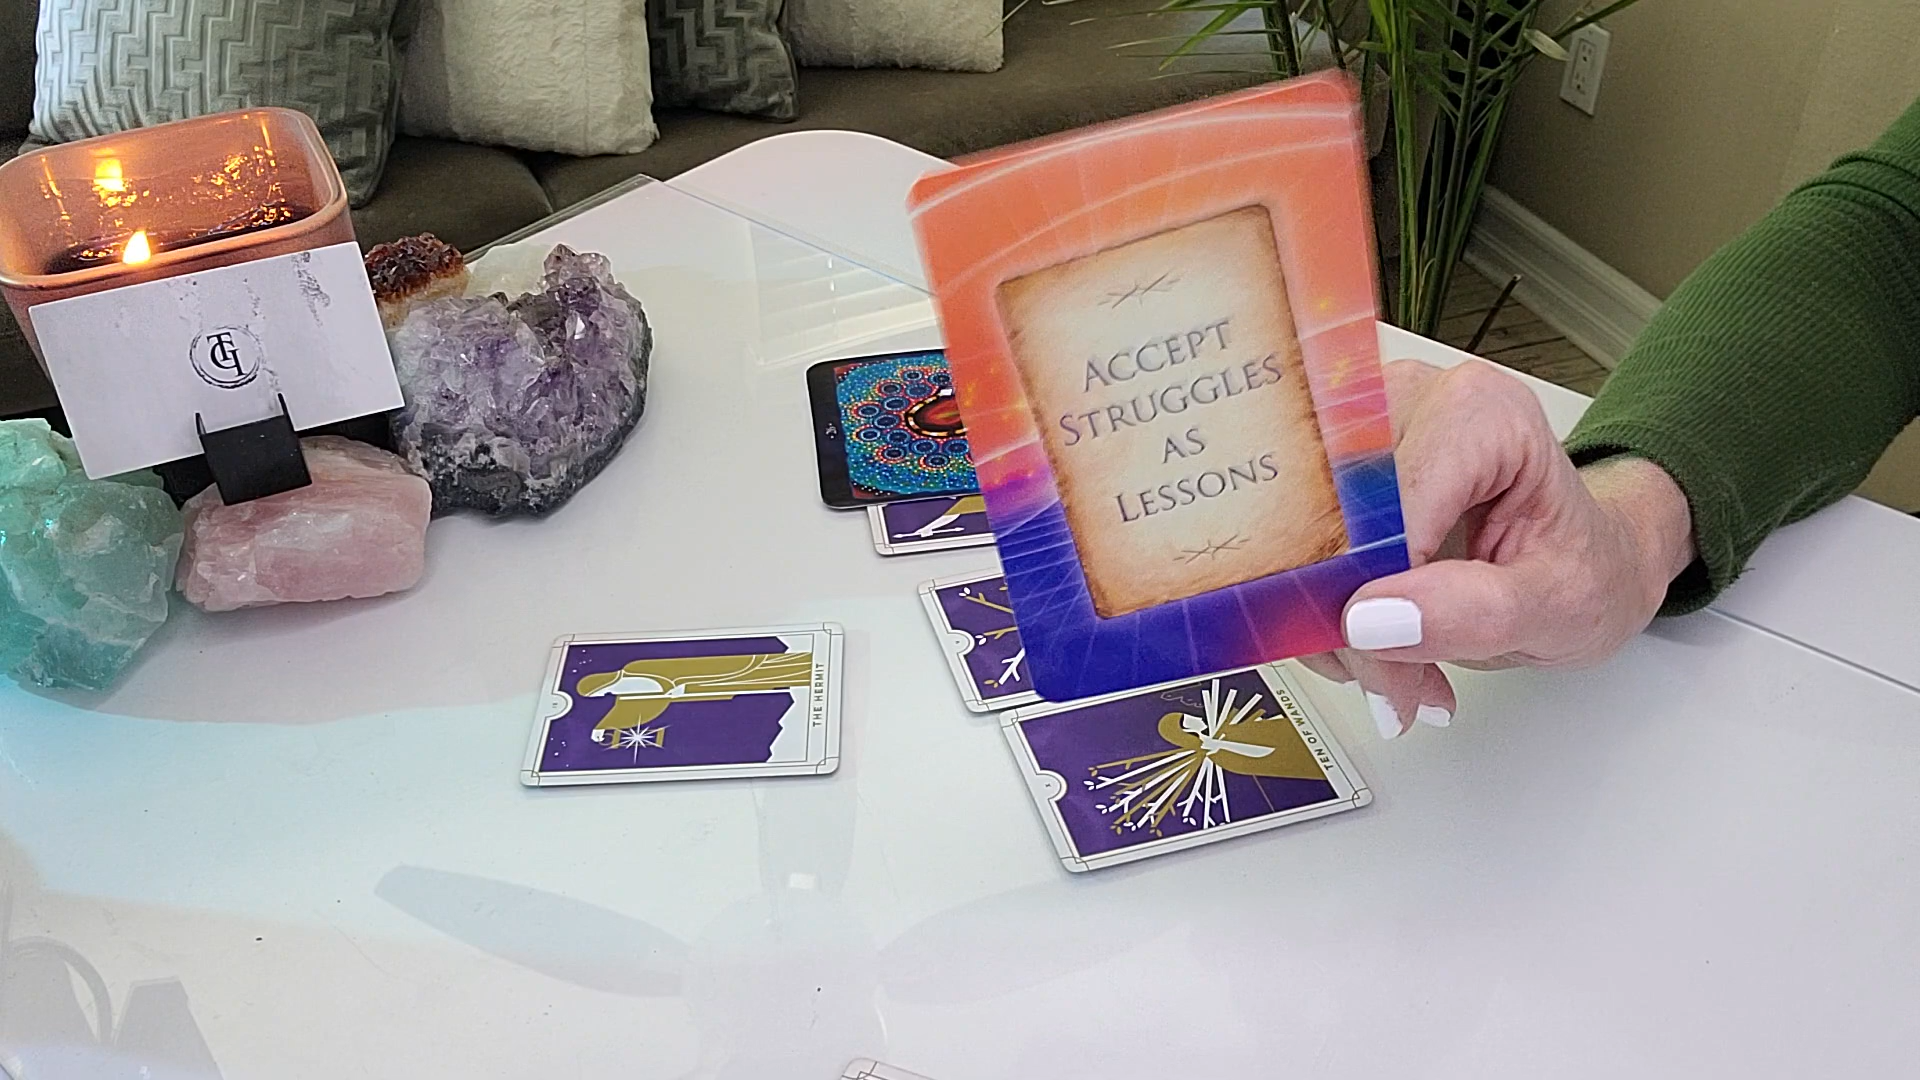 ACCEPT
STRUGGLES
AS
LESSONS
THE HERMIT
TEN OF WANDS